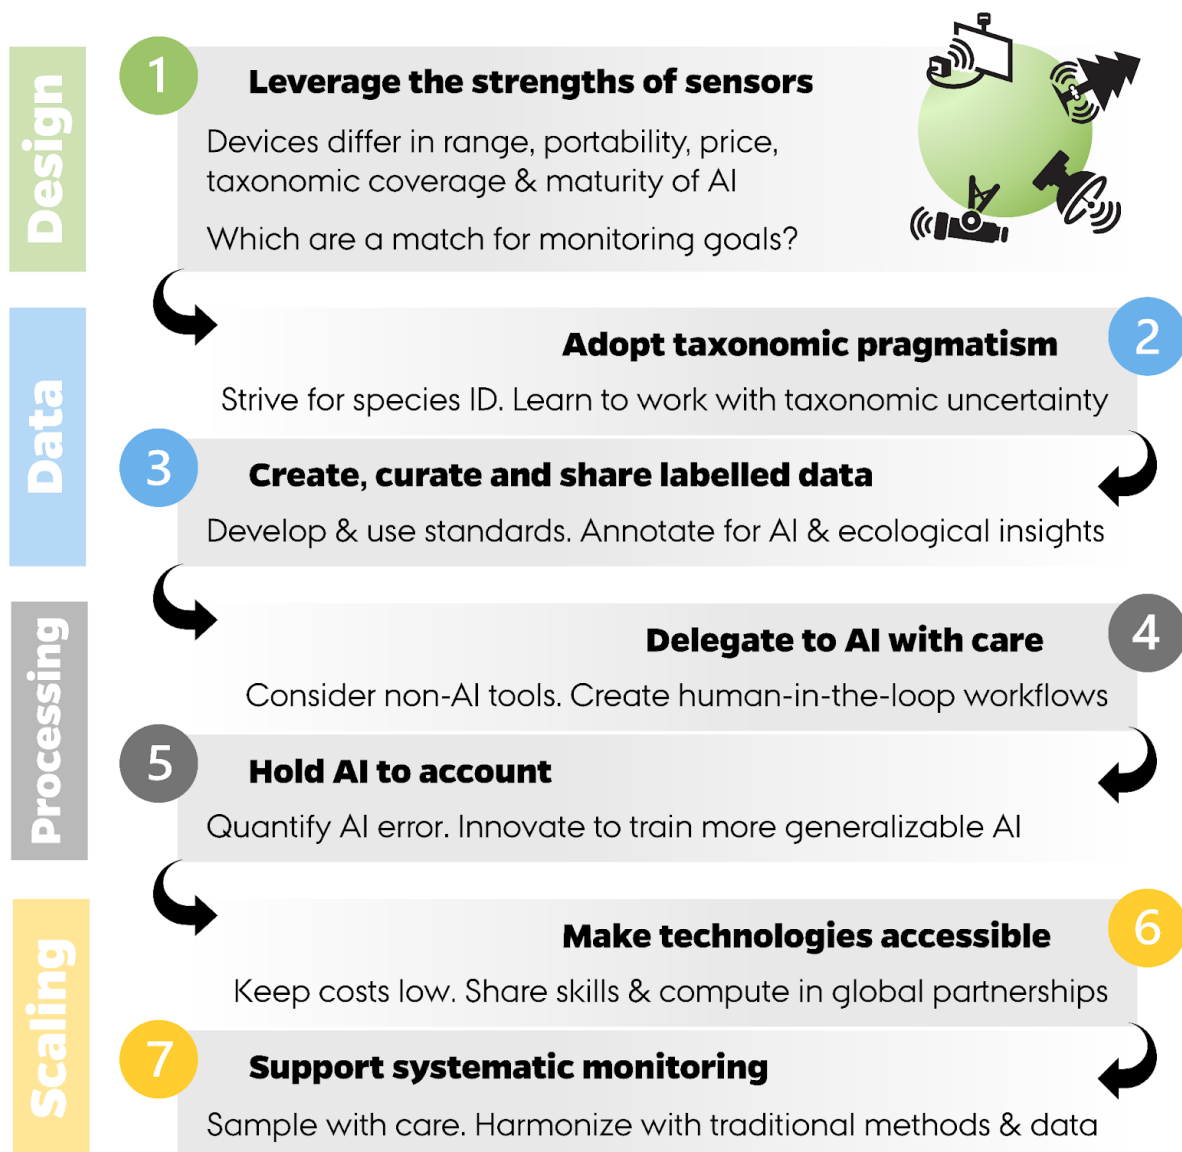 Design
1
Leverage the strengths of sensors
Devices differ in range, portability, price,
taxonomic coverage & maturity of AI
Which are a match for monitoring goals?
Data
2
Adopt taxonomic pragmatism
Strive for species ID. Learn to work with taxonomic uncertainty
3
Create, curate and share labelled data
Develop & use standards. Annotate for AI & ecological insights
Processing
4
Delegate to AI with care
Consider non-AI tools. Create human-in-the-loop workflows
5
Hold AI to account
Quantify AI error. Innovate to train more generalizable AI
Scaling
6
Make technologies accessible
Keep costs low. Share skills & compute in global partnerships
7
Support systematic monitoring
Sample with care. Harmonize with traditional methods & data